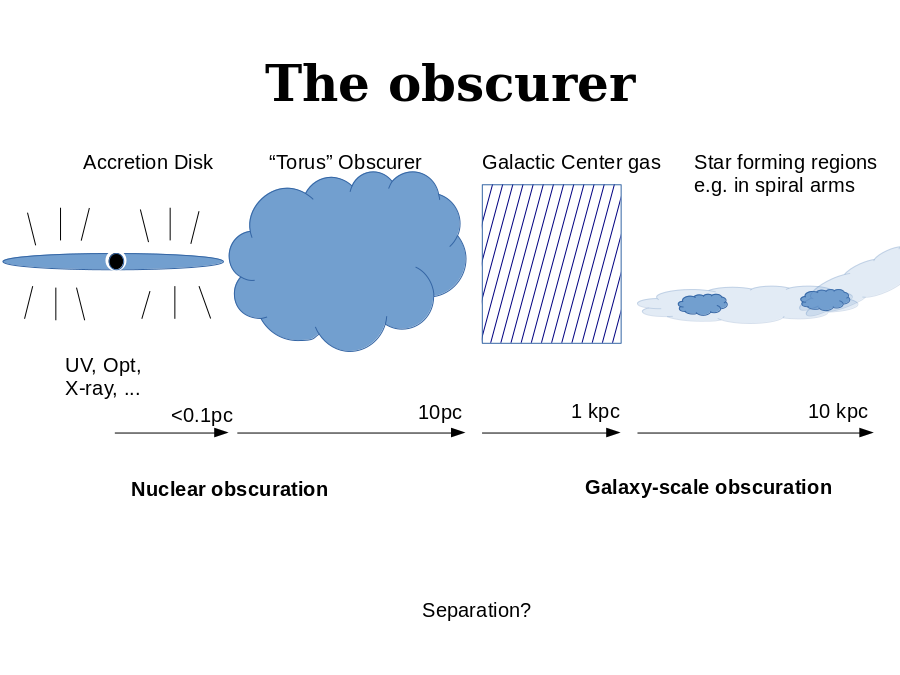 The obscurer
Accretion Disk
“Torus” Obscurer
Galactic Center gas
Star forming regions
e.g. in spiral arms
UV, Opt,
X-ray, ...
<0.1pc
10pc
1 kpc
10 kpc
Nuclear obscuration
Galaxy-scale obscuration
Separation?